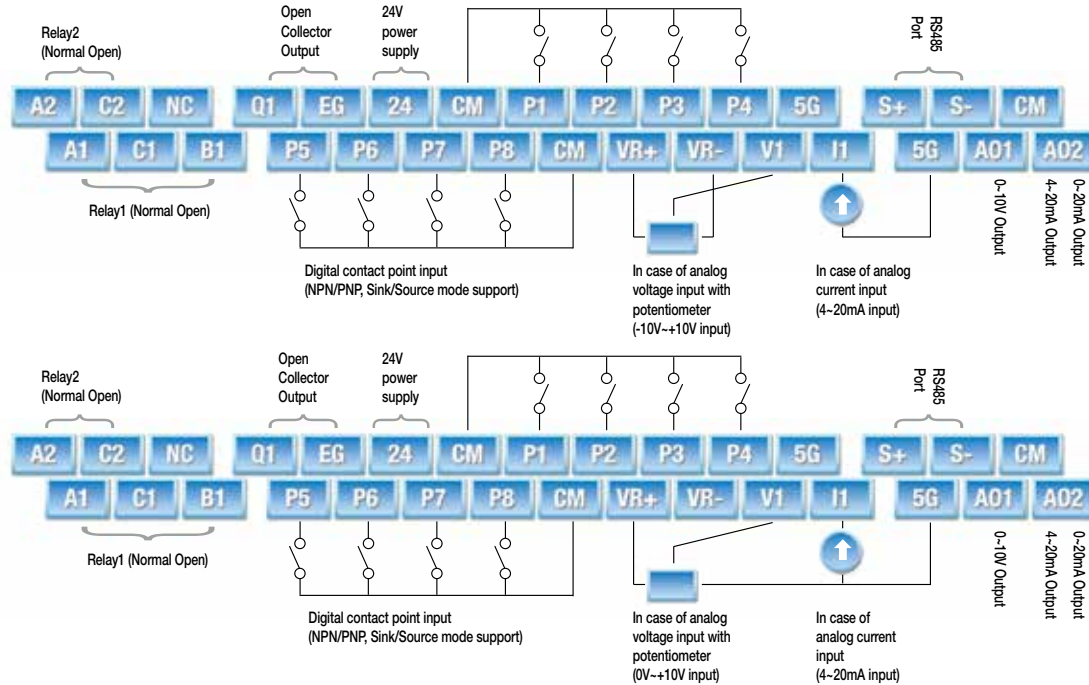 Relay2
(Normal Open)
Open
Collector
Output
24V
power
supply
RS485
Port
A2 C2 NC Q1 EG 24 CM P1 P2 P3 P4 5G S+ S- CM
A1 C1 B1 P5 P6 P7 P8 CM VR+ VR- V1 I1 5G AO1 AO2
Relay1 (Normal Open)
Digital contact point input
(NPN/PNP, Sink/Source mode support)
In case of analog
voltage input with
potentiometer
(-10V~+10V input)
In case of analog
current input
(4~20mA input)
0~10V Output
0~20mA Output
4~20mA Output
Relay2
(Normal Open)
Open
Collector
Output
24V
power
supply
RS485
Port
A2 C2 NC Q1 EG 24 CM P1 P2 P3 P4 5G S+ S- CM
A1 C1 B1 P5 P6 P7 P8 CM VR+ VR- V1 I1 5G AO1 AO2
Relay1 (Normal Open)
Digital contact point input
(NPN/PNP, Sink/Source mode support)
In case of analog
voltage input with
potentiometer
(0V~+10V input)
In case of
analog current
input
(4~20mA input)
0~10V Output
0~20mA Output
4~20mA Output